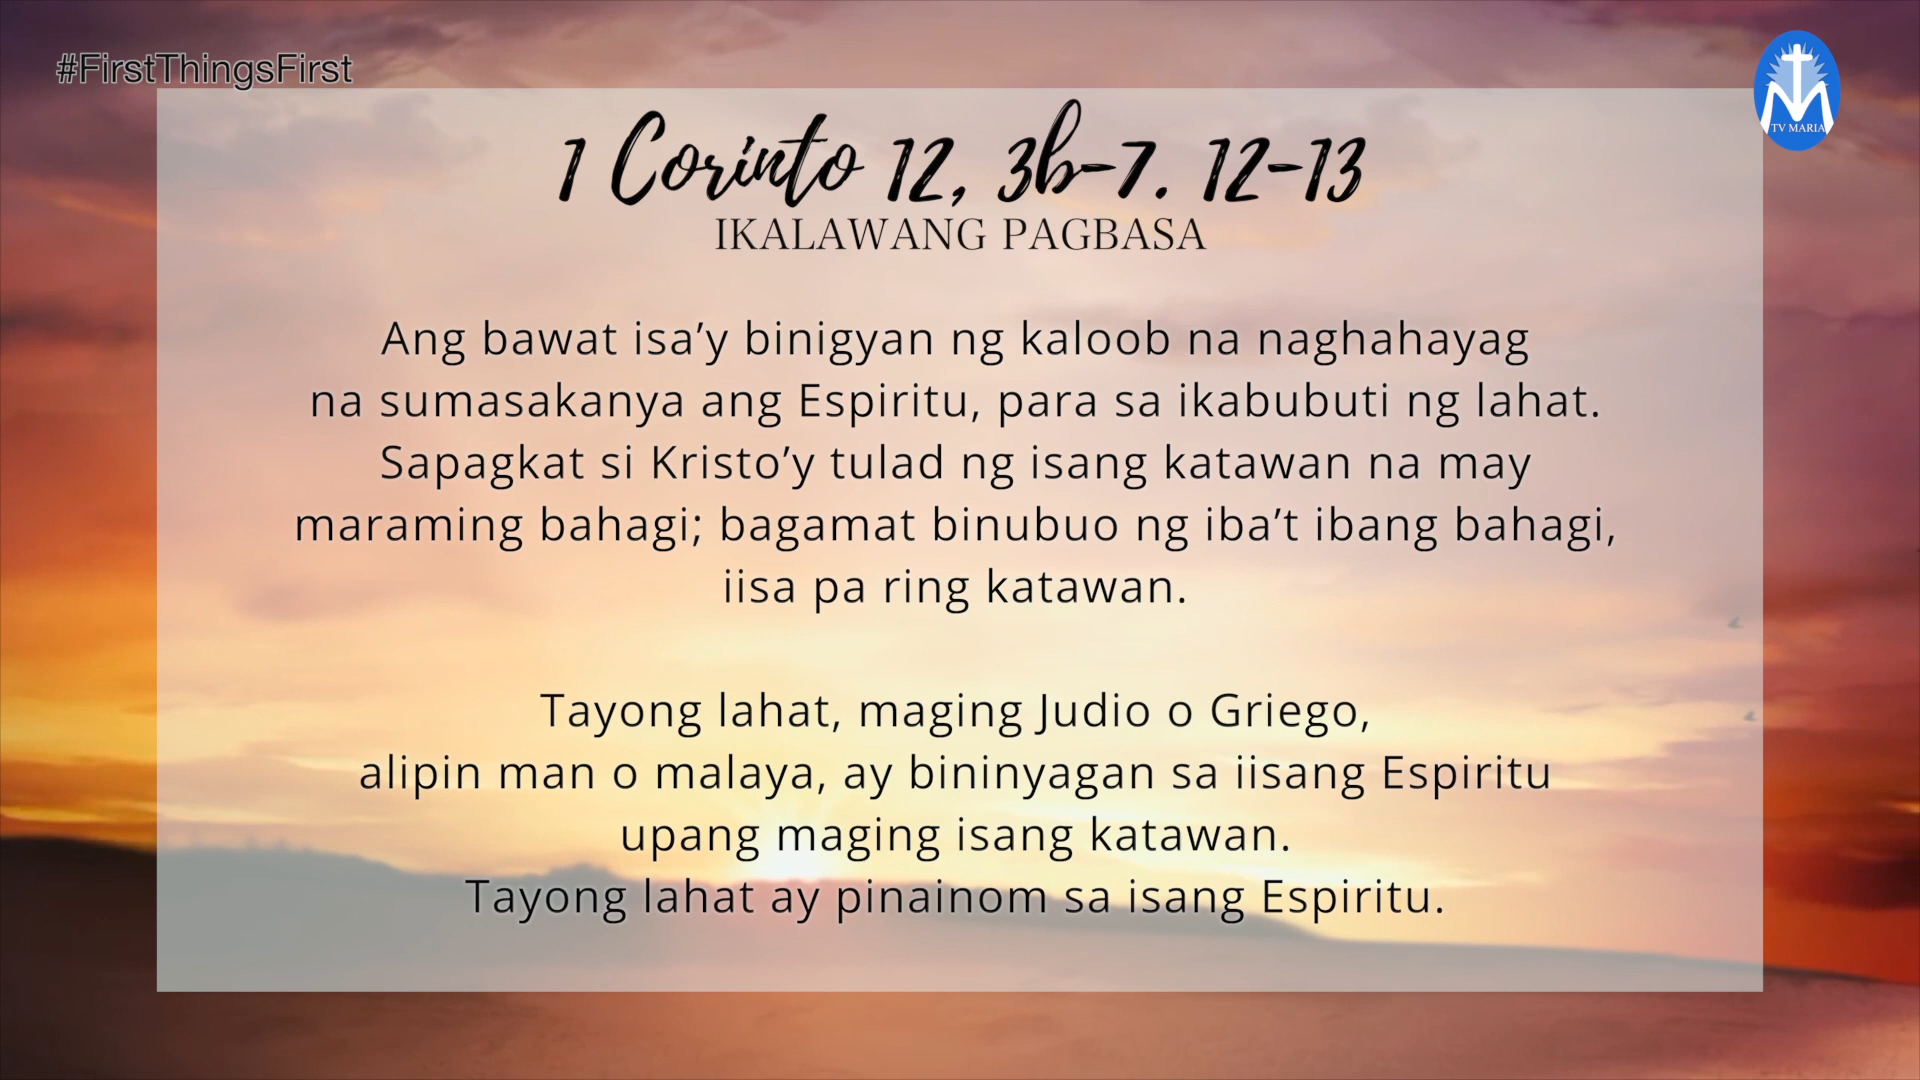 #FirstThingsFirst
TV MARIA
1 Corinto 12, 3b-7. 12-13
IKALAWANG PAGBASA
Ang bawat isa’y binigyan ng kaloob na naghahayag
na sumasakanya ang Espiritu, para sa ikabubuti ng lahat.
Sapagkat si Kristo’y tulad ng isang katawan na may
maraming bahagi; bagamat binubuo ng iba’t ibang bahagi,
iisa pa ring katawan.
Tayong lahat, maging Judio o Griego,
alipin man o malaya, ay bininyagan sa iisang Espiritu
upang maging isang katawan.
Tayong lahat ay pinainom sa isang Espiritu.